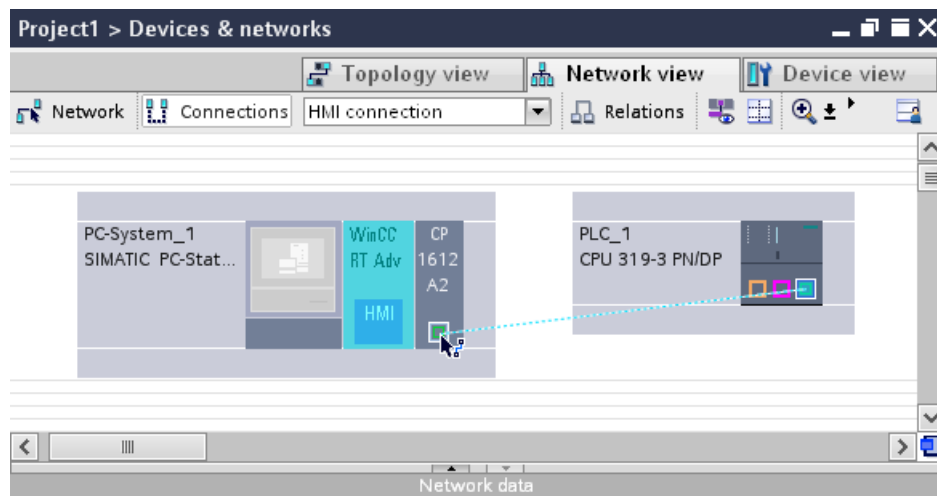 Project1 > Devices & networks
Topology view
Network view
Device view
Network
Connections
HMI connection
Relations
PC-System_1
SIMATIC PC-Stat...
WinCC
RT Adv
HMI
CP
1612
A2
PLC_1
CPU 319-3 PN/DP
Network data